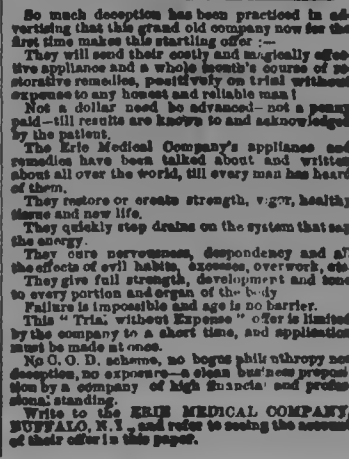 So much deception has been practiced in ad-
vertising that this grand old company now for the
first time makes this startling offer :—
They will send their costly and magically effec-
tive appliance and a whole month's course of re-
storative remedies, positively on trial without
expense to any honest and reliable man !
Not a dollar need be advanced—not a penny
paid—till results are known to and acknowledged
by the patient.
The Erie Medical Company's appliance and
remedies have been talked about and written
about all over the world, till every man has heard
of them.
They restore or create strength, vigor, healthy
tissue and new life.
They quickly stop drains on the system that sap
the energy.
They cure nervousness, despondency and all
the effects of evil habits, excesses, overwork, etc.
They give full strength, development and tone
to every portion and organ of the body
Failure is impossible and age is no barrier.
This "Trial without Expense" offer is limited
by the company to a short time, and application
must be made at once.
No C. O. D. scheme, no bogus philanthropy nor
deception, no exposure—a clean business proposi-
tion by a company of high financial and profes-
sional standing.
Write to the ERIE MEDICAL COMPANY,
BUFFALO, N.Y., and refer to seeing the account
of their offer in this paper.